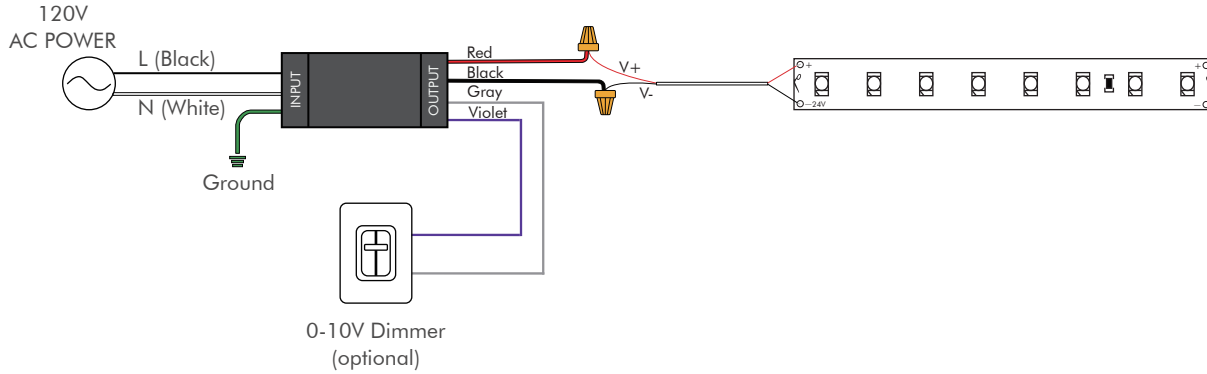 120V
AC POWER
L (Black)
N (White)
Ground
INPUT
OUTPUT
Red
Black
Gray
Violet
V+
V-
+
—24V
+
—
0-10V Dimmer
(optional)